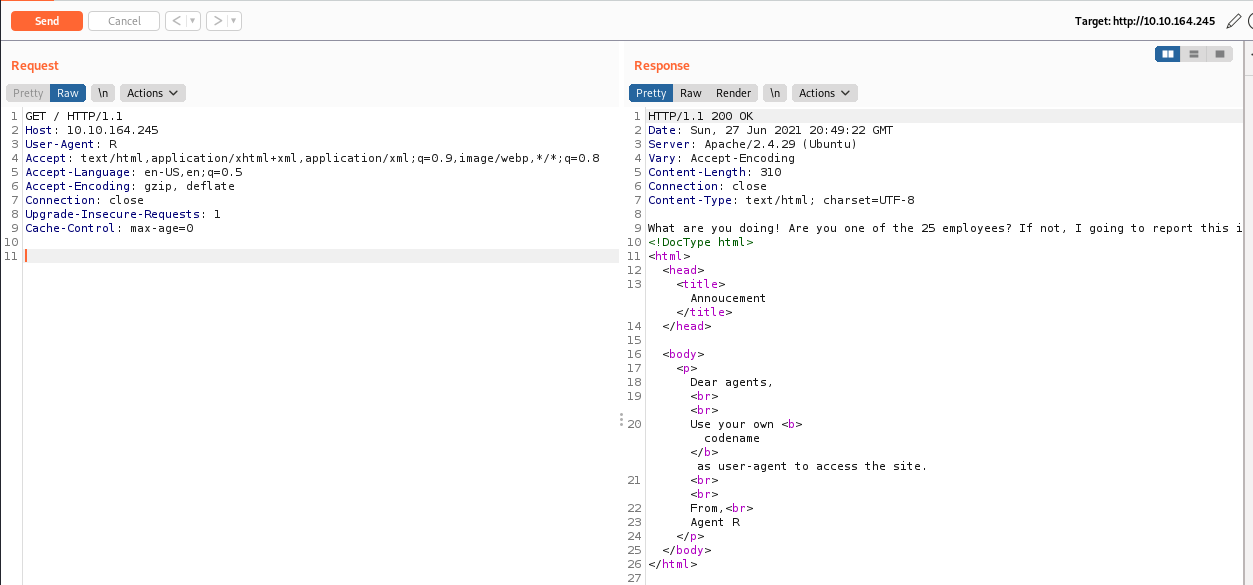 Send Cancel < > Target: http://10.10.164.245
Request
Pretty Raw \n Actions
1 GET / HTTP/1.1
2 Host: 10.10.164.245
3 User-Agent: R
4 Accept: text/html,application/xhtml+xml,application/xml;q=0.9,image/webp,*/*;q=0.8
5 Accept-Language: en-US,en;q=0.5
6 Accept-Encoding: gzip, deflate
7 Connection: close
8 Upgrade-Insecure-Requests: 1
9 Cache-Control: max-age=0
10
11
Response
Pretty Raw Render \n Actions
1 HTTP/1.1 200 OK
2 Date: Sun, 27 Jun 2021 20:49:22 GMT
3 Server: Apache/2.4.29 (Ubuntu)
4 Vary: Accept-Encoding
5 Content-Length: 310
6 Connection: close
7 Content-Type: text/html; charset=UTF-8
8
9 What are you doing! Are you one of the 25 employees? If not, I going to report this i
10 <!DocType html>
11 <html>
12 <head>
13 <title>
Annoucement
</title>
14 </head>
15
16 <body>
17 <p>
18 Dear agents,
19 <br>
<br>
20 Use your own <b>
codename
</b>
as user-agent to access the site.
21 <br>
<br>
22 From,<br>
23 Agent R
24 </p>
25 </body>
26 </html>
27